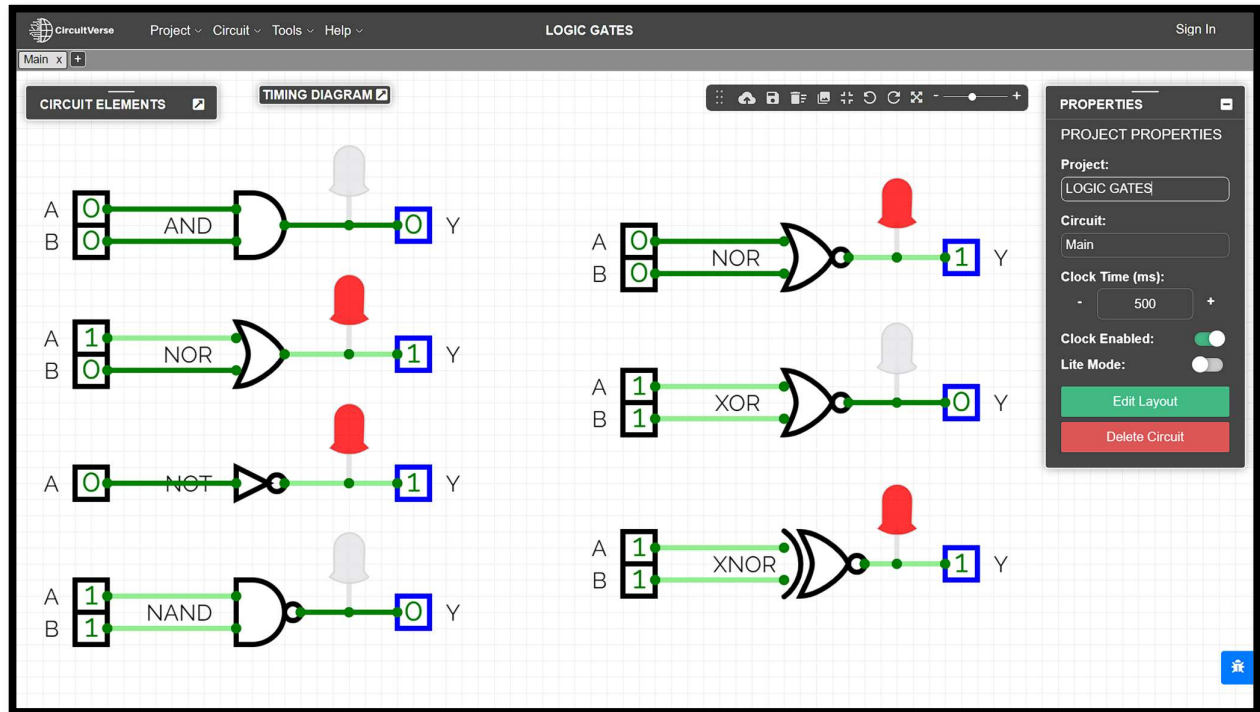 CircuitVerse Project Circuit Tools Help LOGIC GATES Sign In
Main x +
CIRCUIT ELEMENTS
TIMING DIAGRAM
- +
A 0
B 0
AND
0 Y
A 1
B 0
NOR
1 Y
A 0
NOT
1 Y
A 1
B 1
NAND
0 Y
A 0
B 0
NOR
1 Y
A 1
B 1
XOR
0 Y
A 1
B 1
XNOR
1 Y
PROPERTIES
PROJECT PROPERTIES
Project:
LOGIC GATES
Circuit:
Main
Clock Time (ms):
- 500 +
Clock Enabled:
Lite Mode:
Edit Layout
Delete Circuit